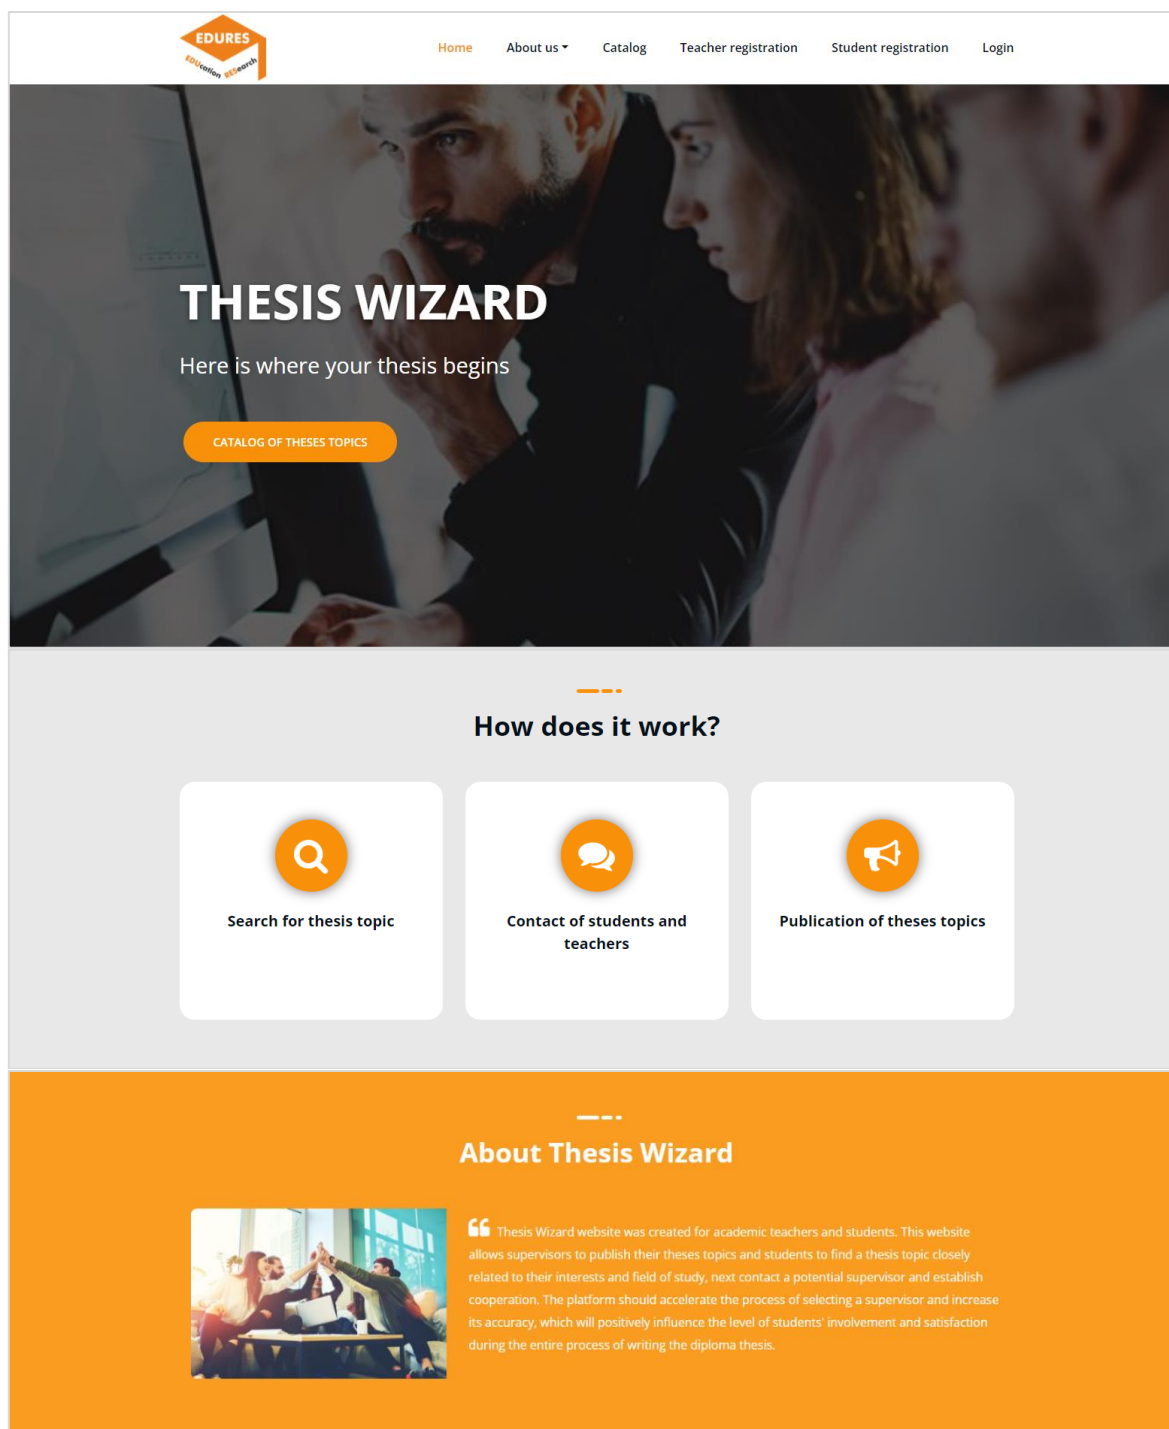 EDURES
EDUcation RESearch
Home About us Catalog Teacher registration Student registration Login
THESIS WIZARD
Here is where your thesis begins
CATALOG OF THESES TOPICS
How does it work?
Search for thesis topic
Contact of students and
teachers
Publication of theses topics
About Thesis Wizard
Thesis Wizard website was created for academic teachers and students. This website
allows supervisors to publish their theses topics and students to find a thesis topic closely
related to their interests and field of study, next contact a potential supervisor and establish
cooperation. The platform should accelerate the process of selecting a supervisor and increase
its accuracy, which will positively influence the level of students' involvement and satisfaction
during the entire process of writing the diploma thesis.